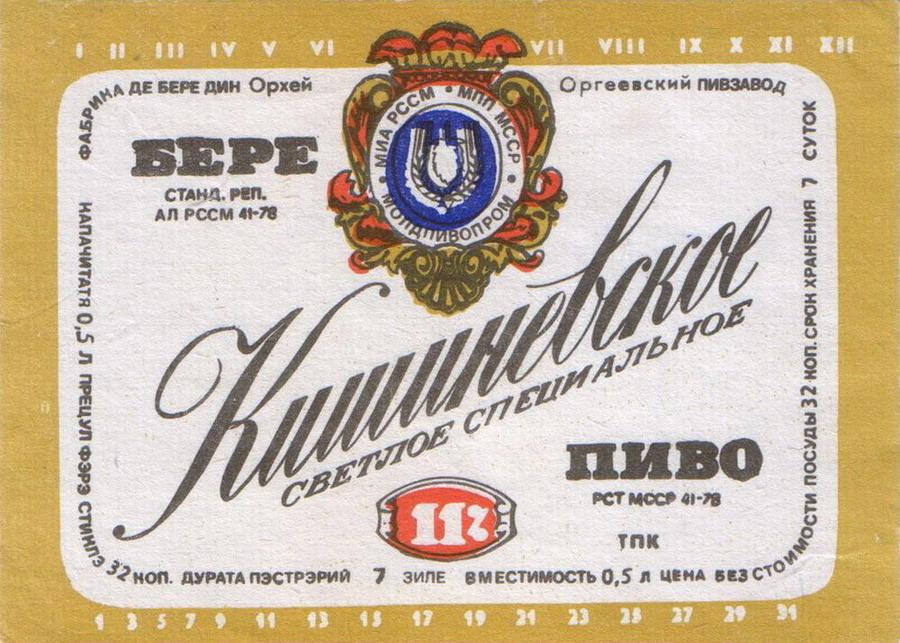 I II III IV V VI VII VIII IX X XI XII
ФАБРИНА ДЕ БЕРЕ ДИН Орхей
Оргеевский ПИВЗАВОД
МИА РССМ • МПП МССР •
МОЛДПИВОПРОМ
БЕРЕ
СТАНД. РЕП.
АЛ РССМ 41-78
Кишиневское
СВЕТЛОЕ СПЕЦИАЛЬНОЕ
ПИВО
РСТ МССР 41-78
ТПК
11%
НАПАЧИТАТЯ 0,5 Л ПРЕЦУЛ ФЭРЭ СТИКЛЭ 32 КОП. ДУРАТА ПЭСТРЭРИЙ 7 ЗИЛЕ
ВМЕСТИМОСТЬ 0,5 Л ЦЕНА БЕЗ СТОИМОСТИ ПОСУДЫ 32 КОП. СРОК ХРАНЕНИЯ 7 СУТОК
1 3 5 7 9 11 13 15 17 19 21 23 25 27 29 31